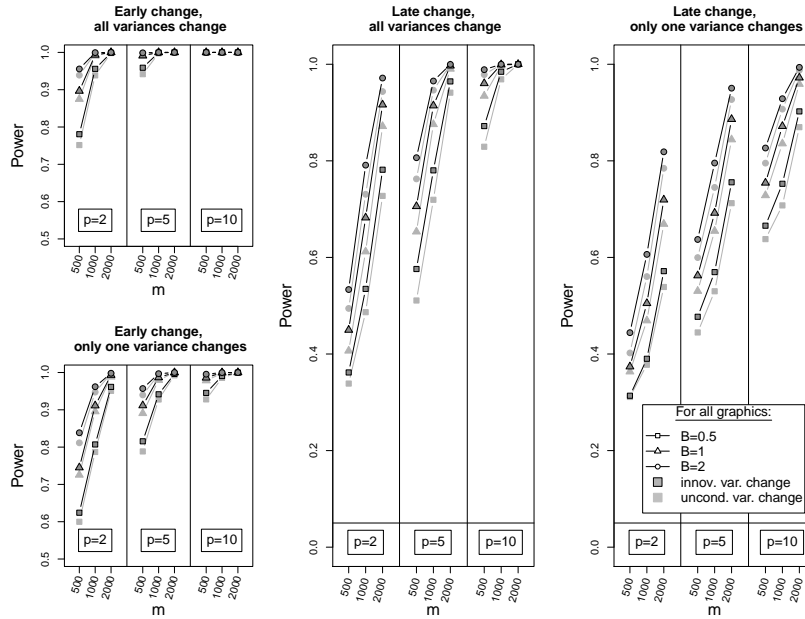 Early change,
all variances change
Power
1.0
0.9
0.8
0.7
0.6
0.5
p=2
p=5
p=10
500
1000
2000
500
1000
2000
500
1000
2000
m
Early change,
only one variance changes
Power
1.0
0.9
0.8
0.7
0.6
0.5
p=2
p=5
p=10
500
1000
2000
500
1000
2000
500
1000
2000
m
Late change,
all variances change
Power
1.0
0.8
0.6
0.4
0.2
0.0
p=2
p=5
p=10
500
1000
2000
500
1000
2000
500
1000
2000
m
Late change,
only one variance changes
Power
1.0
0.8
0.6
0.4
0.2
0.0
For all graphics:
B=0.5
B=1
B=2
innov. var. change
uncond. var. change
p=2
p=5
p=10
500
1000
2000
500
1000
2000
500
1000
2000
m